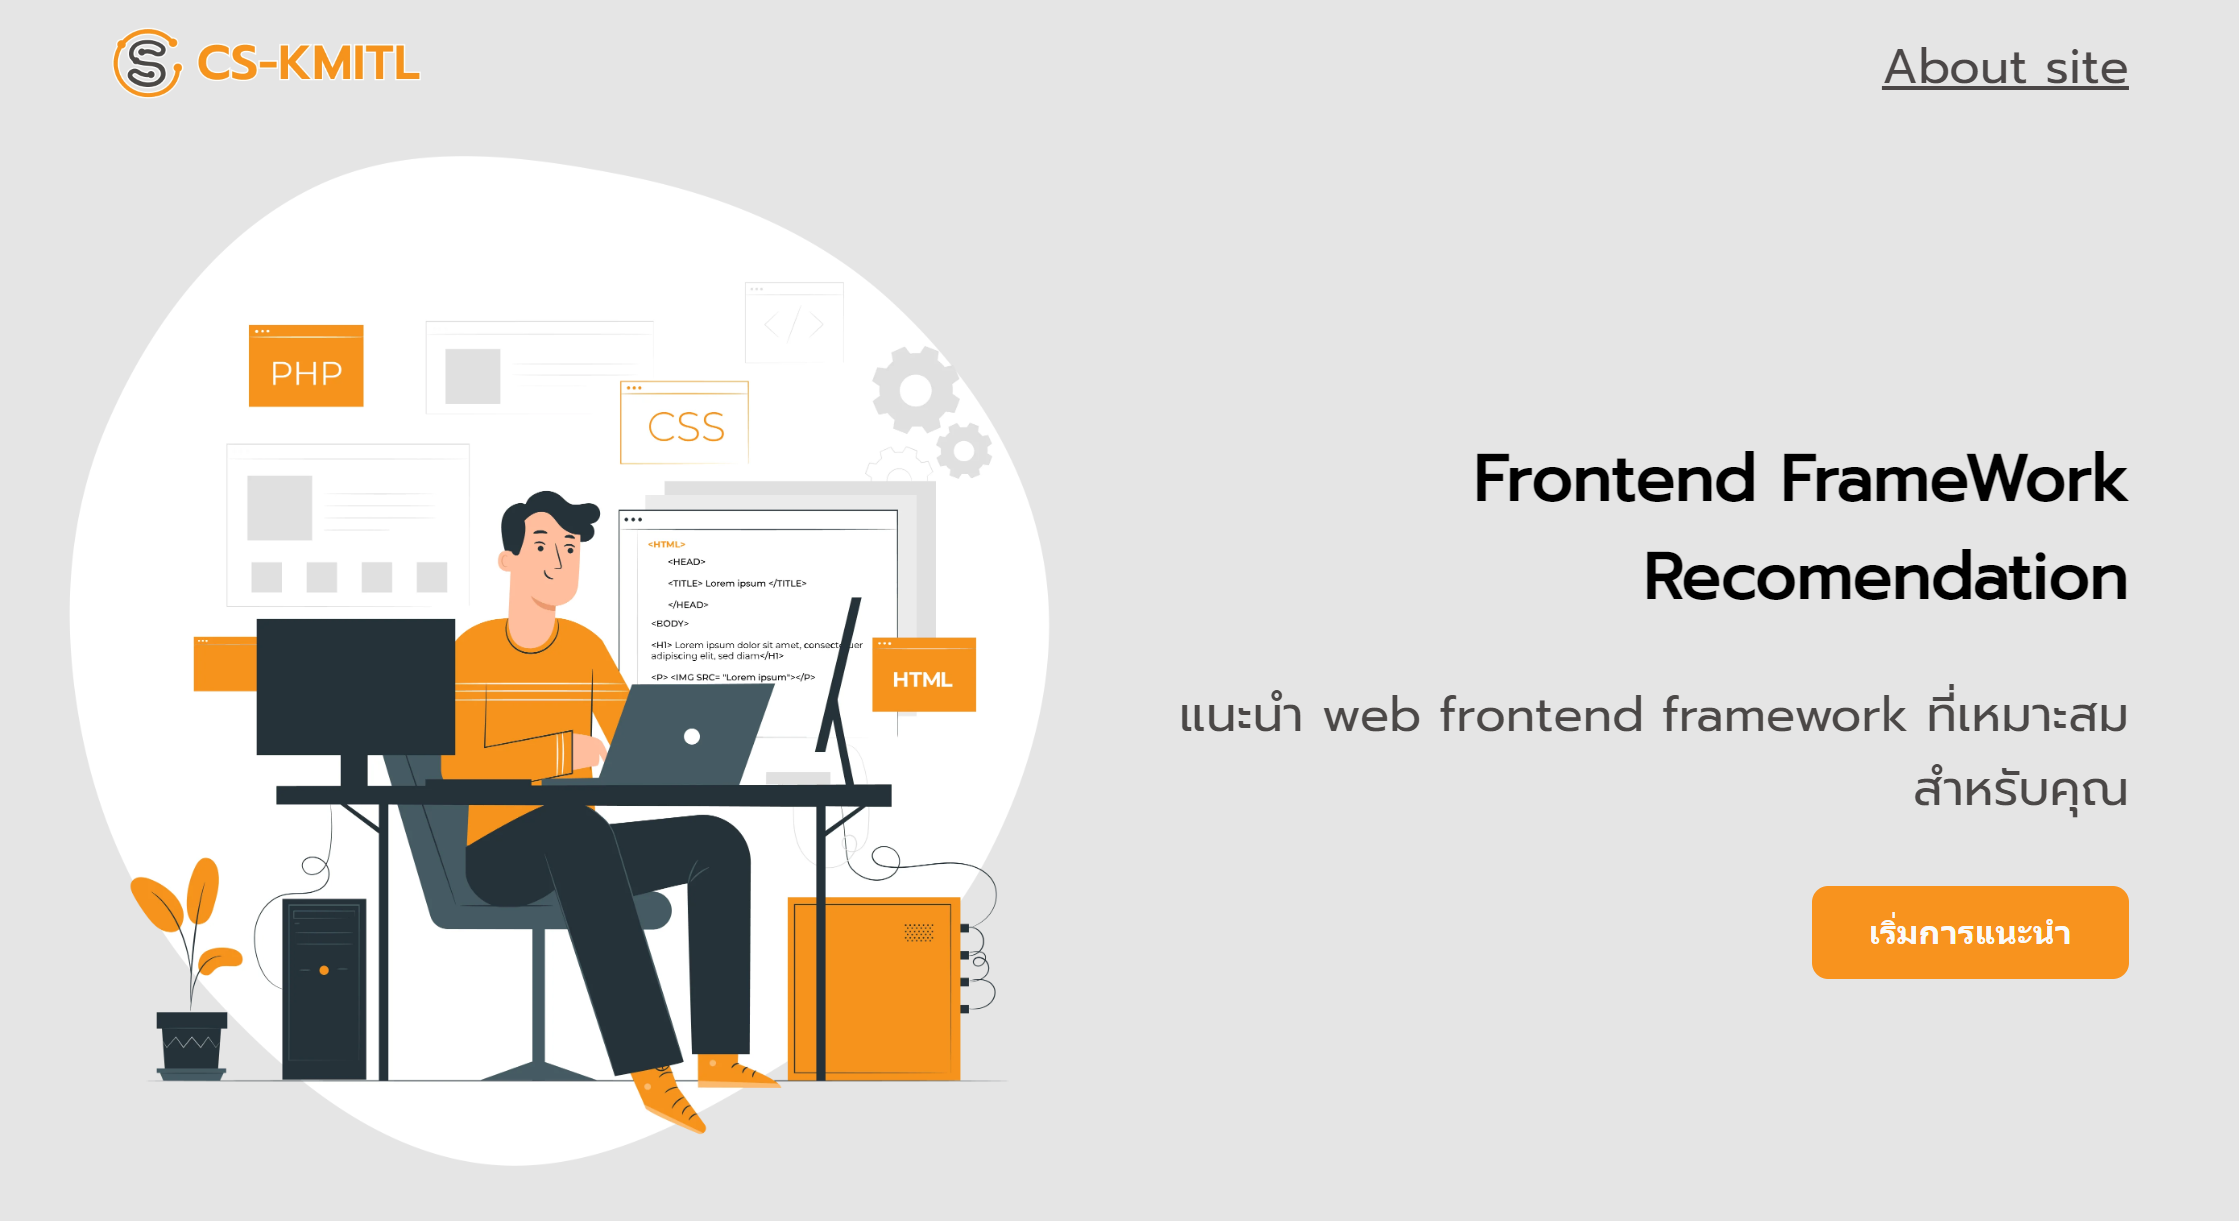 CS-KMITL
About site
PHP
CSS
<HTML>
<HEAD>
<TITLE> Lorem ipsum </TITLE>
</HEAD>
<BODY>
<H1> Lorem ipsum dolor sit amet,
adipiscing elit, sed diam</H1>
<P> <IMG SRC= "Lorem ipsum"></P>
HTML
Frontend FrameWork
Recomendation
แนะนำ web frontend framework ที่เหมาะสม
สำหรับคุณ
เริ่มการแนะนำ